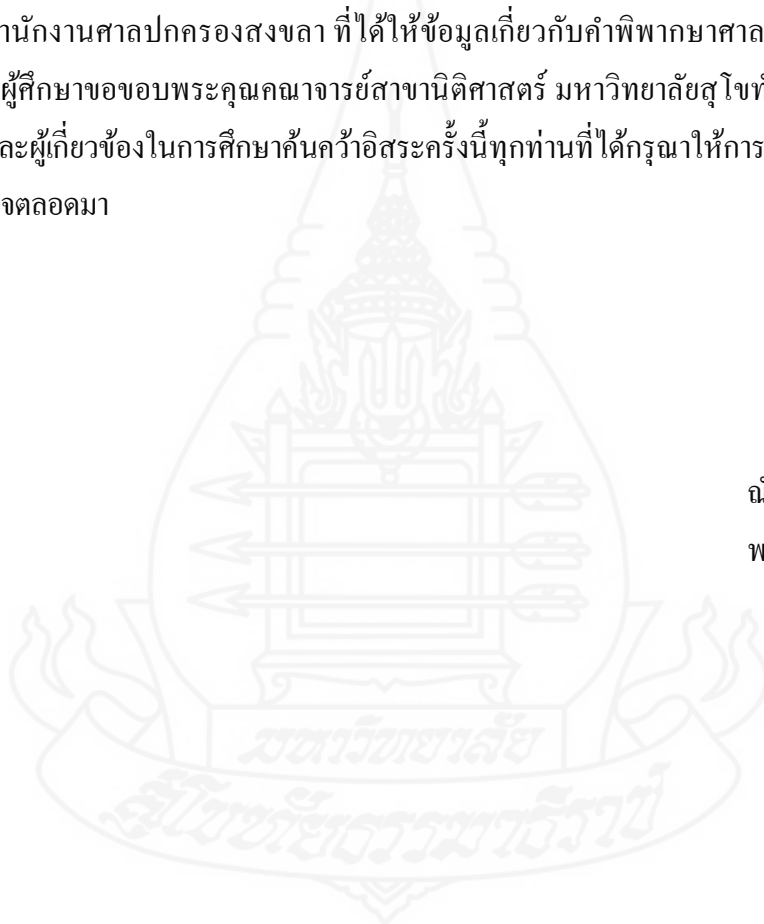 านักงานศาลปกครองสงขลา ที่ได้ให้ข้อมูลเกี่ยวกับคำพิพากษาศาล
ผู้ศึกษาขอขอบพระคุณคณาจารย์สาขานิติศาสตร์ มหาวิทยาลัยสุโขทั
ละผู้เกี่ยวข้องในการศึกษาค้นคว้าอิสระครั้งนี้ทุกท่านที่ได้กรุณาให้การ
จตลอดมา
ณั
พ
มหาวิทยาลัย
สุโขทัยธรรมาธิราช